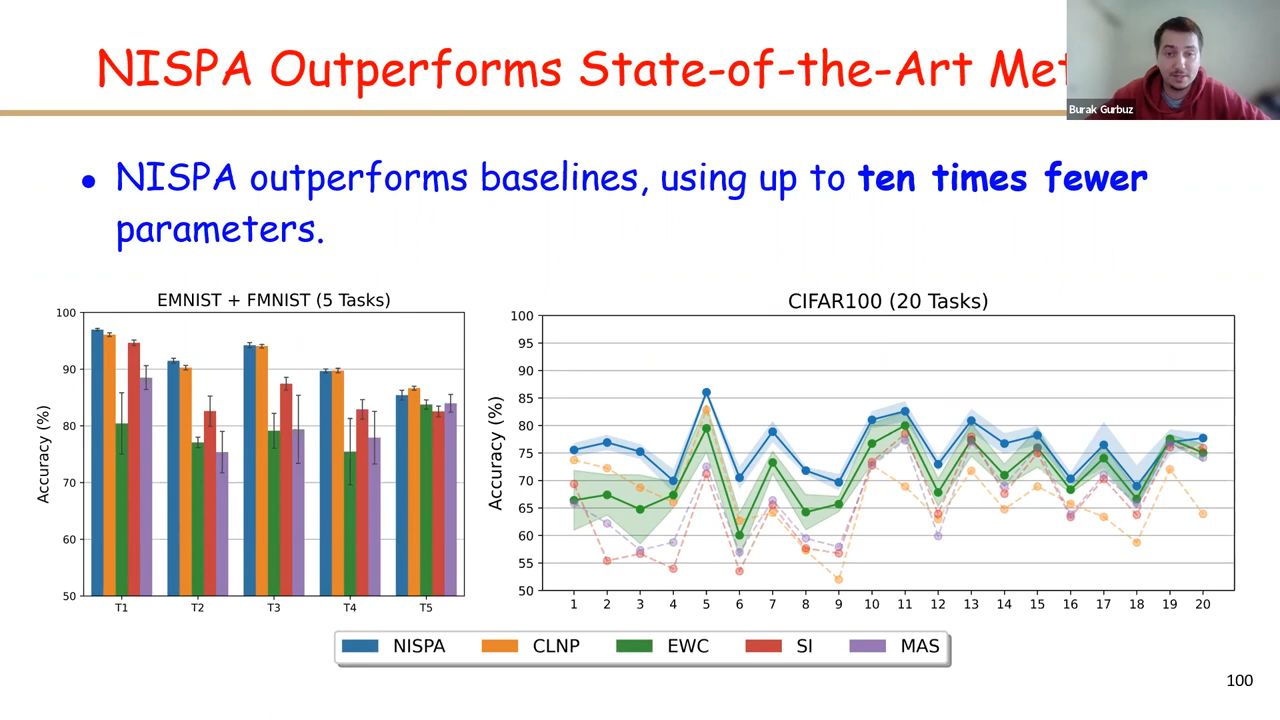 NISPA Outperforms State-of-the-Art
Burak Gurbuz
• NISPA outperforms baselines, using up to ten times fewer
parameters.
EMNIST + FMNIST (5 Tasks)
Accuracy (%)
100
90
80
70
60
50
T1 T2 T3 T4 T5
CIFAR100 (20 Tasks)
Accuracy (%)
100
95
90
85
80
75
70
65
60
55
50
1 2 3 4 5 6 7 8 9 10 11 12 13 14 15 16 17 18 19 20
NISPA CLNP EWC SI MAS
100